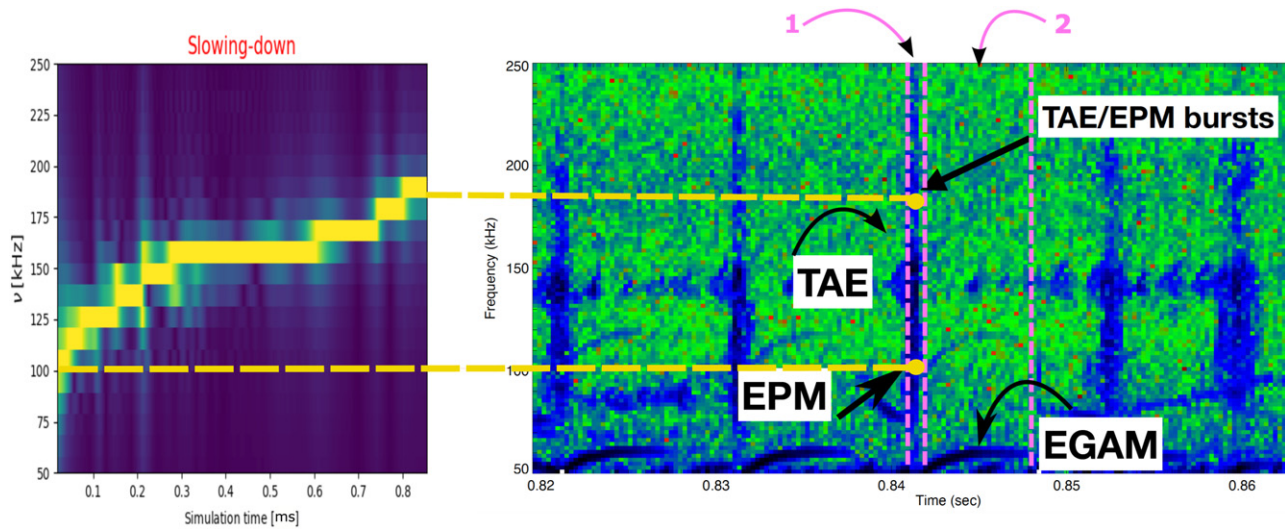 Slowing-down
250
225
200
175
150
125
100
75
50
ν [kHz]
0.1 0.2 0.3 0.4 0.5 0.6 0.7 0.8
Simulation time [ms]
1
2
250
200
150
100
50
Frequency (kHz)
TAE/EPM bursts
TAE
EPM
EGAM
0.82 0.83 0.84 0.85 0.86
Time (sec)